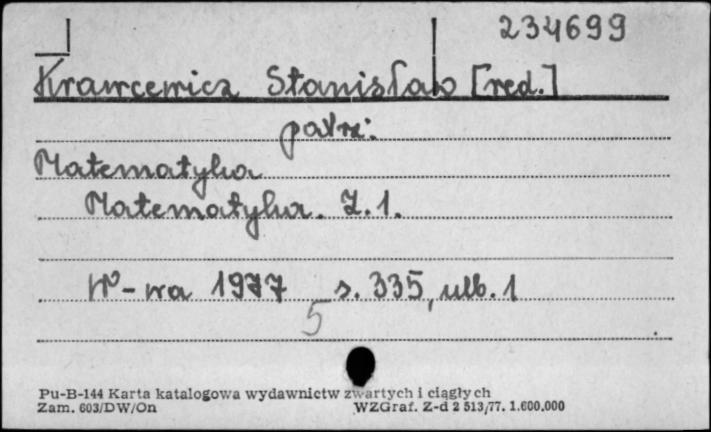 234699
Krawcewicz Stanisław [red.]
patrz:
Matematyka
Matematyka. Z.1.
W-wa 1977 s. 335, ulb. 1
5
Pu-B-144 Karta katalogowa wydawnictw zwartych i ciągłych
Zam. 603/DW/On WZGraf. Z-d 2 513/77. 1.600.000